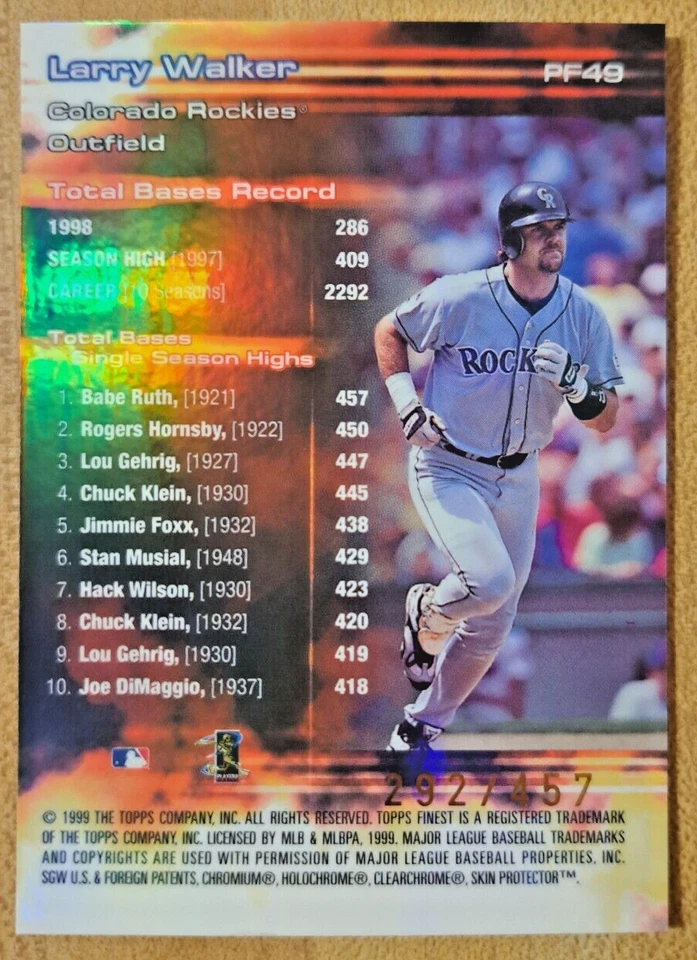 Larry Walker PF49
Colorado Rockies®
Outfield
Total Bases Record
1998 286
SEASON HIGH [1997] 409
CAREER [10 Seasons] 2292
Total Bases
Single Season Highs
1. Babe Ruth, [1921] 457
2. Rogers Hornsby, [1922] 450
3. Lou Gehrig, [1927] 447
4. Chuck Klein, [1930] 445
5. Jimmie Foxx, [1932] 438
6. Stan Musial, [1948] 429
7. Hack Wilson, [1930] 423
8. Chuck Klein, [1932] 420
9. Lou Gehrig, [1930] 419
10. Joe DiMaggio, [1937] 418
CR
ROCK
PLAYERS
292/457
© 1999 THE TOPPS COMPANY, INC. ALL RIGHTS RESERVED. TOPPS FINEST IS A REGISTERED TRADEMARK
OF THE TOPPS COMPANY, INC. LICENSED BY MLB & MLBPA, 1999. MAJOR LEAGUE BASEBALL TRADEMARKS
AND COPYRIGHTS ARE USED WITH PERMISSION OF MAJOR LEAGUE BASEBALL PROPERTIES, INC.
SGW U.S. & FOREIGN PATENTS, CHROMIUM®, HOLOCHROME®, CLEARCHROME®, SKIN PROTECTOR™.